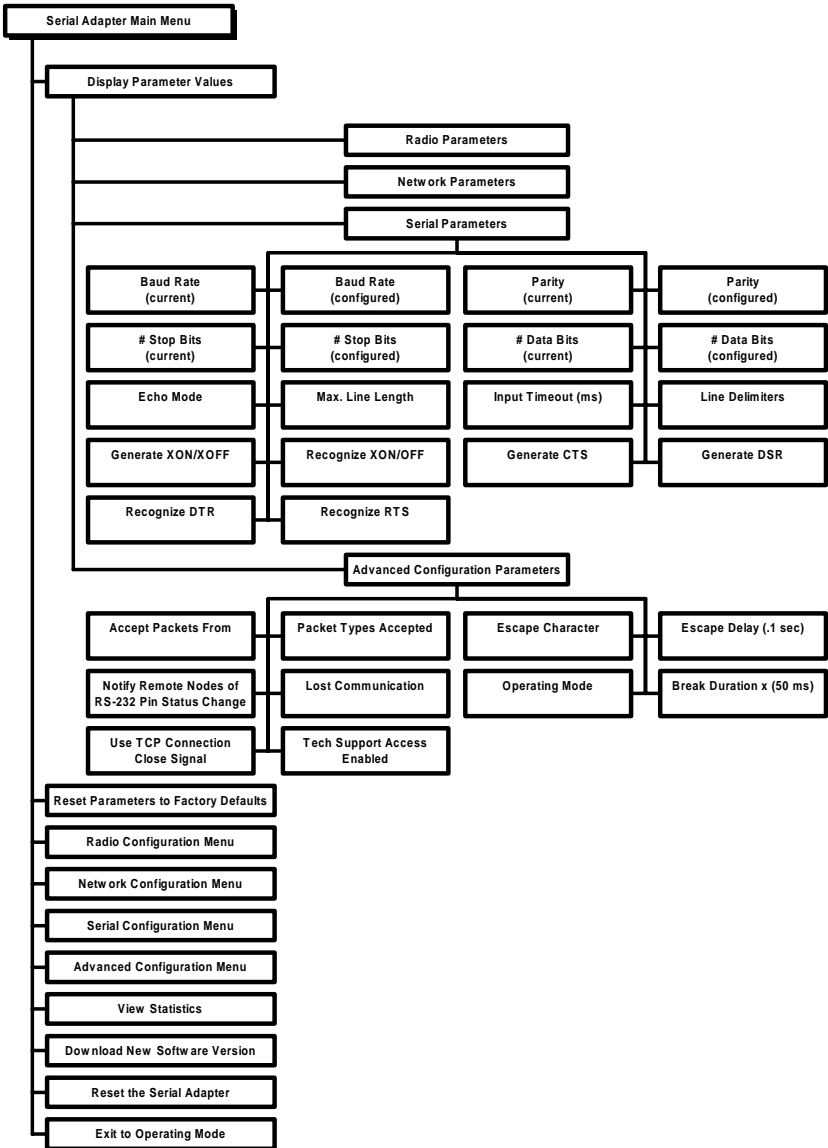 Serial Adapter Main Menu
Display Parameter Values
Radio Parameters
Network Parameters
Serial Parameters
Baud Rate
(current)
Baud Rate
(configured)
Parity
(current)
Parity
(configured)
# Stop Bits
(current)
# Stop Bits
(configured)
# Data Bits
(current)
# Data Bits
(configured)
Echo Mode
Max. Line Length
Input Timeout (ms)
Line Delimiters
Generate XON/XOFF
Recognize XON/OFF
Generate CTS
Generate DSR
Recognize DTR
Recognize RTS
Advanced Configuration Parameters
Accept Packets From
Packet Types Accepted
Escape Character
Escape Delay (.1 sec)
Notify Remote Nodes of
RS-232 Pin Status Change
Lost Communication
Operating Mode
Break Duration x (50 ms)
Use TCP Connection
Close Signal
Tech Support Access
Enabled
Reset Parameters to Factory Defaults
Radio Configuration Menu
Network Configuration Menu
Serial Configuration Menu
Advanced Configuration Menu
View Statistics
Download New Software Version
Reset the Serial Adapter
Exit to Operating Mode